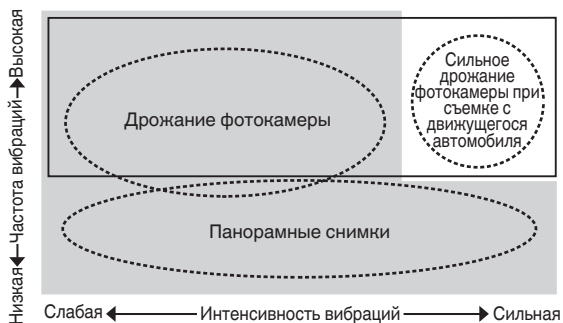 Высокая
Частота вибраций
Низкая
Дрожание фотокамеры
Сильное
дрожание
фотокамеры при
съемке с
движущегося
автомобиля
Панорамные снимки
Слабая
Интенсивность вибраций
Сильная